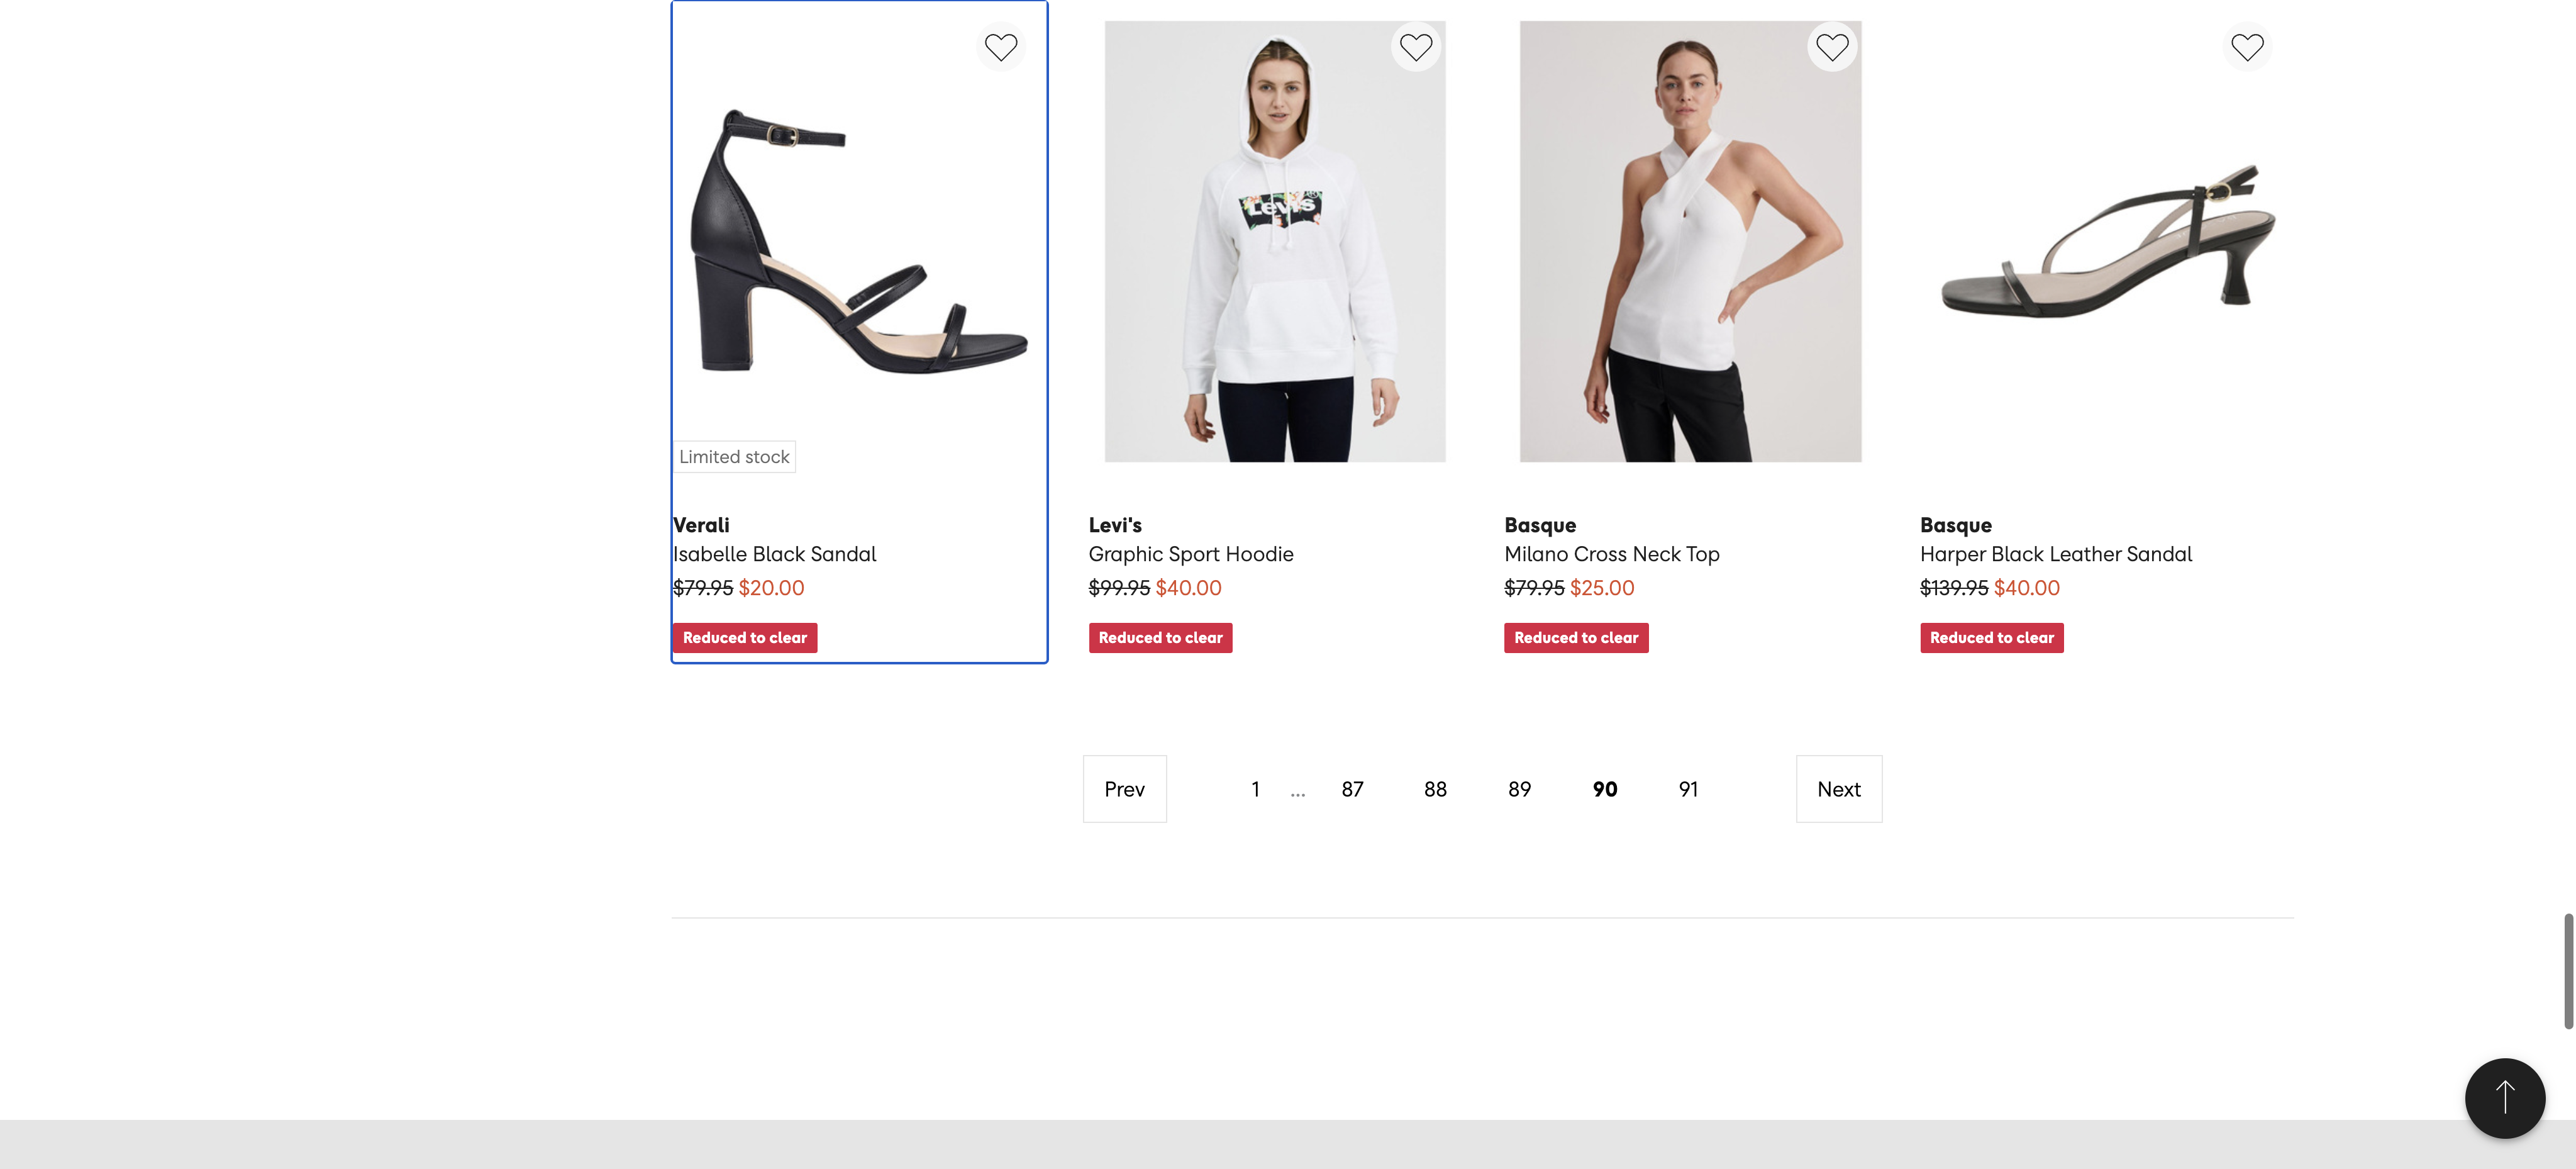 Levi's
Limited stock
Verali
Isabelle Black Sandal
$79.95 $20.00
Reduced to clear
Levi's
Graphic Sport Hoodie
$99.95 $40.00
Reduced to clear
Basque
Milano Cross Neck Top
$79.95 $25.00
Reduced to clear
Basque
Harper Black Leather Sandal
$139.95 $40.00
Reduced to clear
Prev 1 ... 87 88 89 90 91 Next